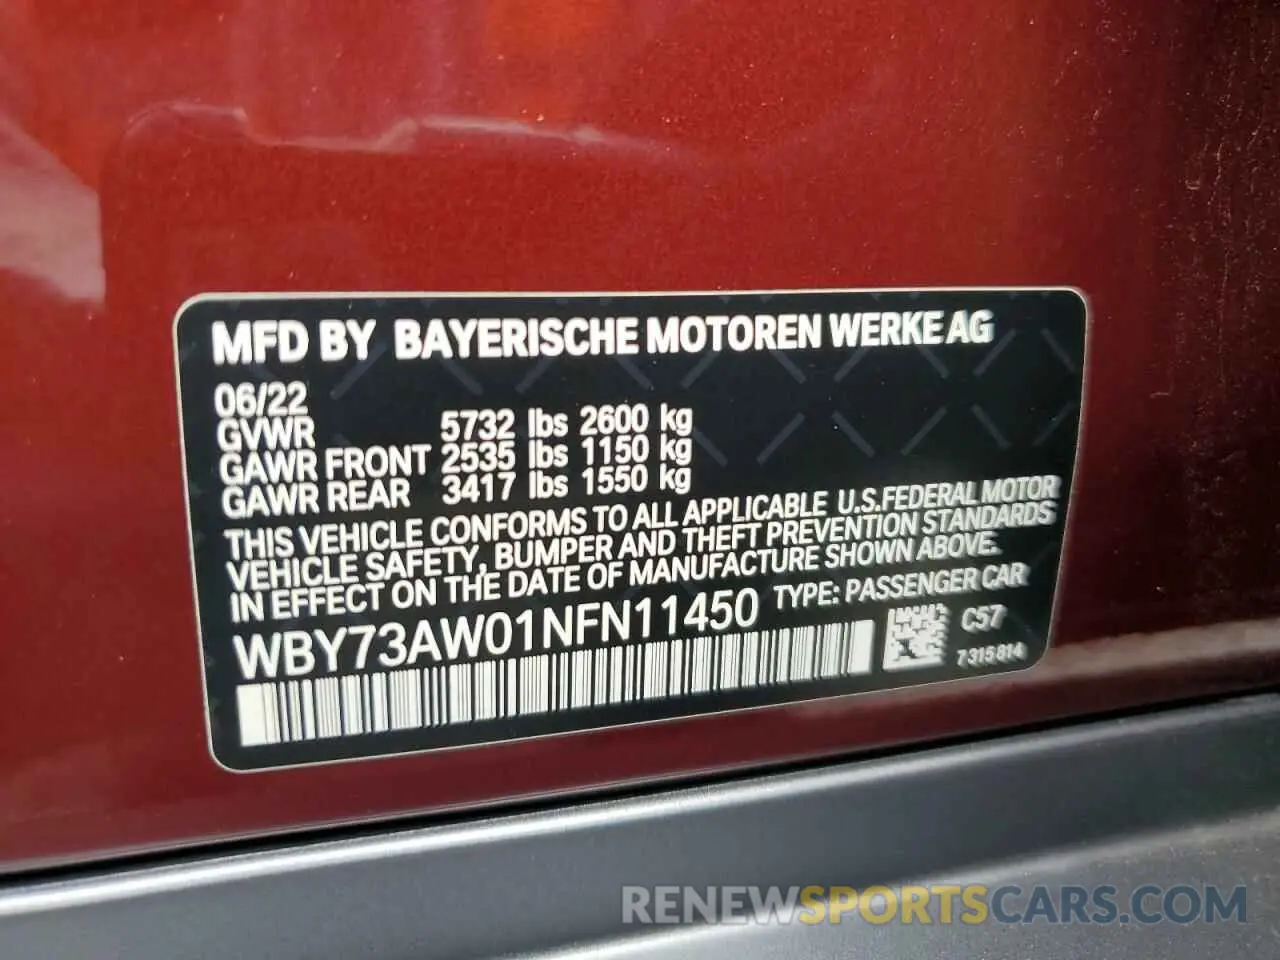 MFD BY BAYERISCHE MOTOREN WERKE AG
06/22
GVWR 5732 lbs 2600 kg
GAWR FRONT 2535 lbs 1150 kg
GAWR REAR 3417 lbs 1550 kg
THIS VEHICLE CONFORMS TO ALL APPLICABLE U.S.FEDERAL MOTOR
VEHICLE SAFETY, BUMPER AND THEFT PREVENTION STANDARDS
IN EFFECT ON THE DATE OF MANUFACTURE SHOWN ABOVE.
WBY73AW01NFN11450 TYPE: PASSENGER CAR
C57
7315814
RENEWSPORTSCARS.COM